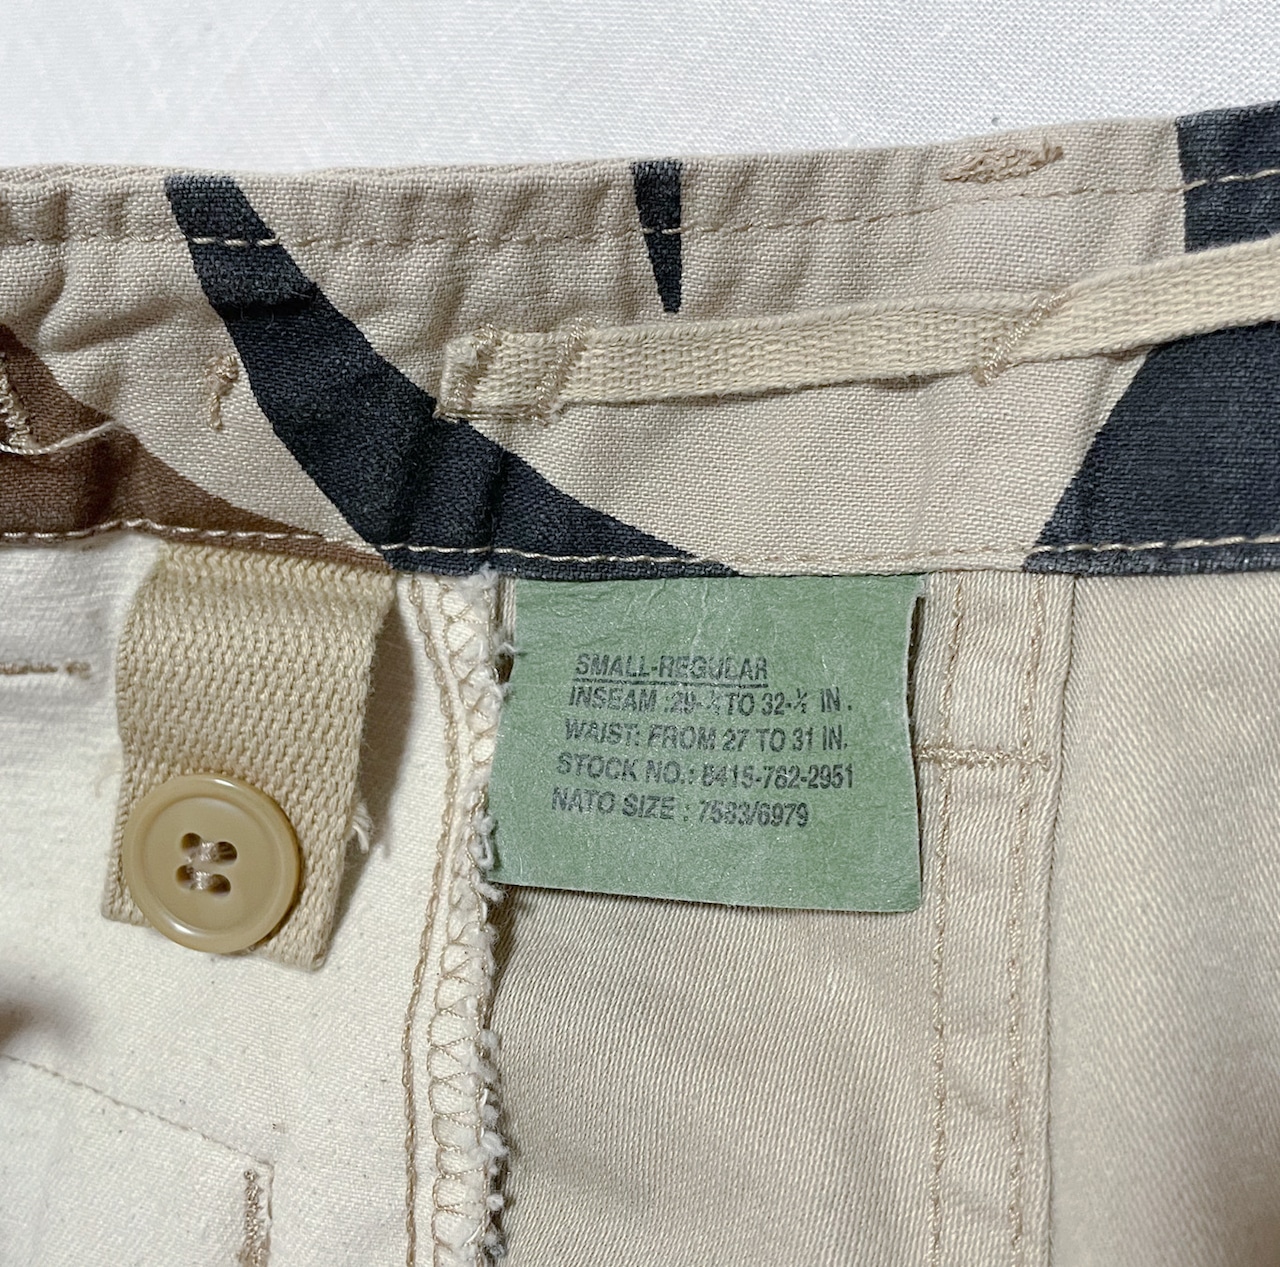 SMALL-REGULAR
INSEAM :29-½ TO 32-½ IN.
WAIST: FROM 27 TO 31 IN.
STOCK NO.: 8415-782-2951
NATO SIZE : 7583/6979